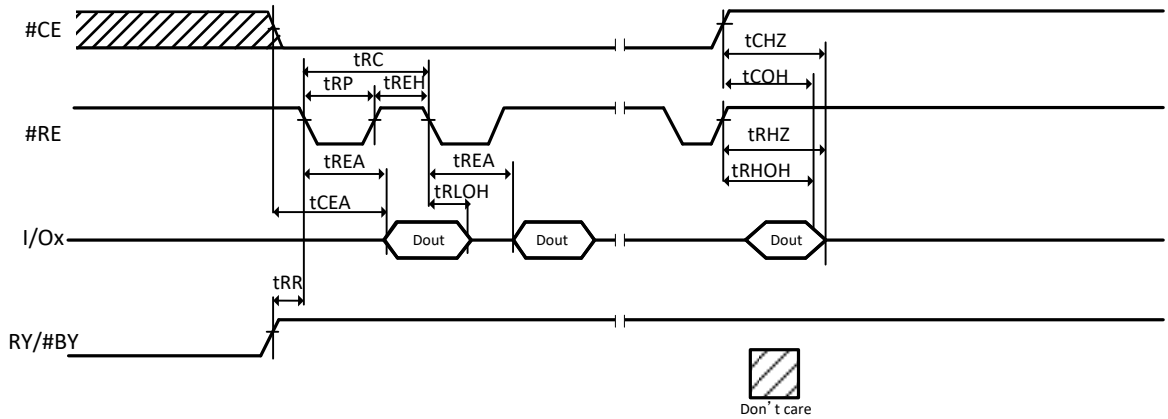 #CE
tCHZ
tRC
tCOH
tRP
tREH
#RE
tRHZ
tREA
tREA
tRHOH
tRLOH
tCEA
I/Ox
Dout
Dout
Dout
tRR
RY/#BY
Don't care